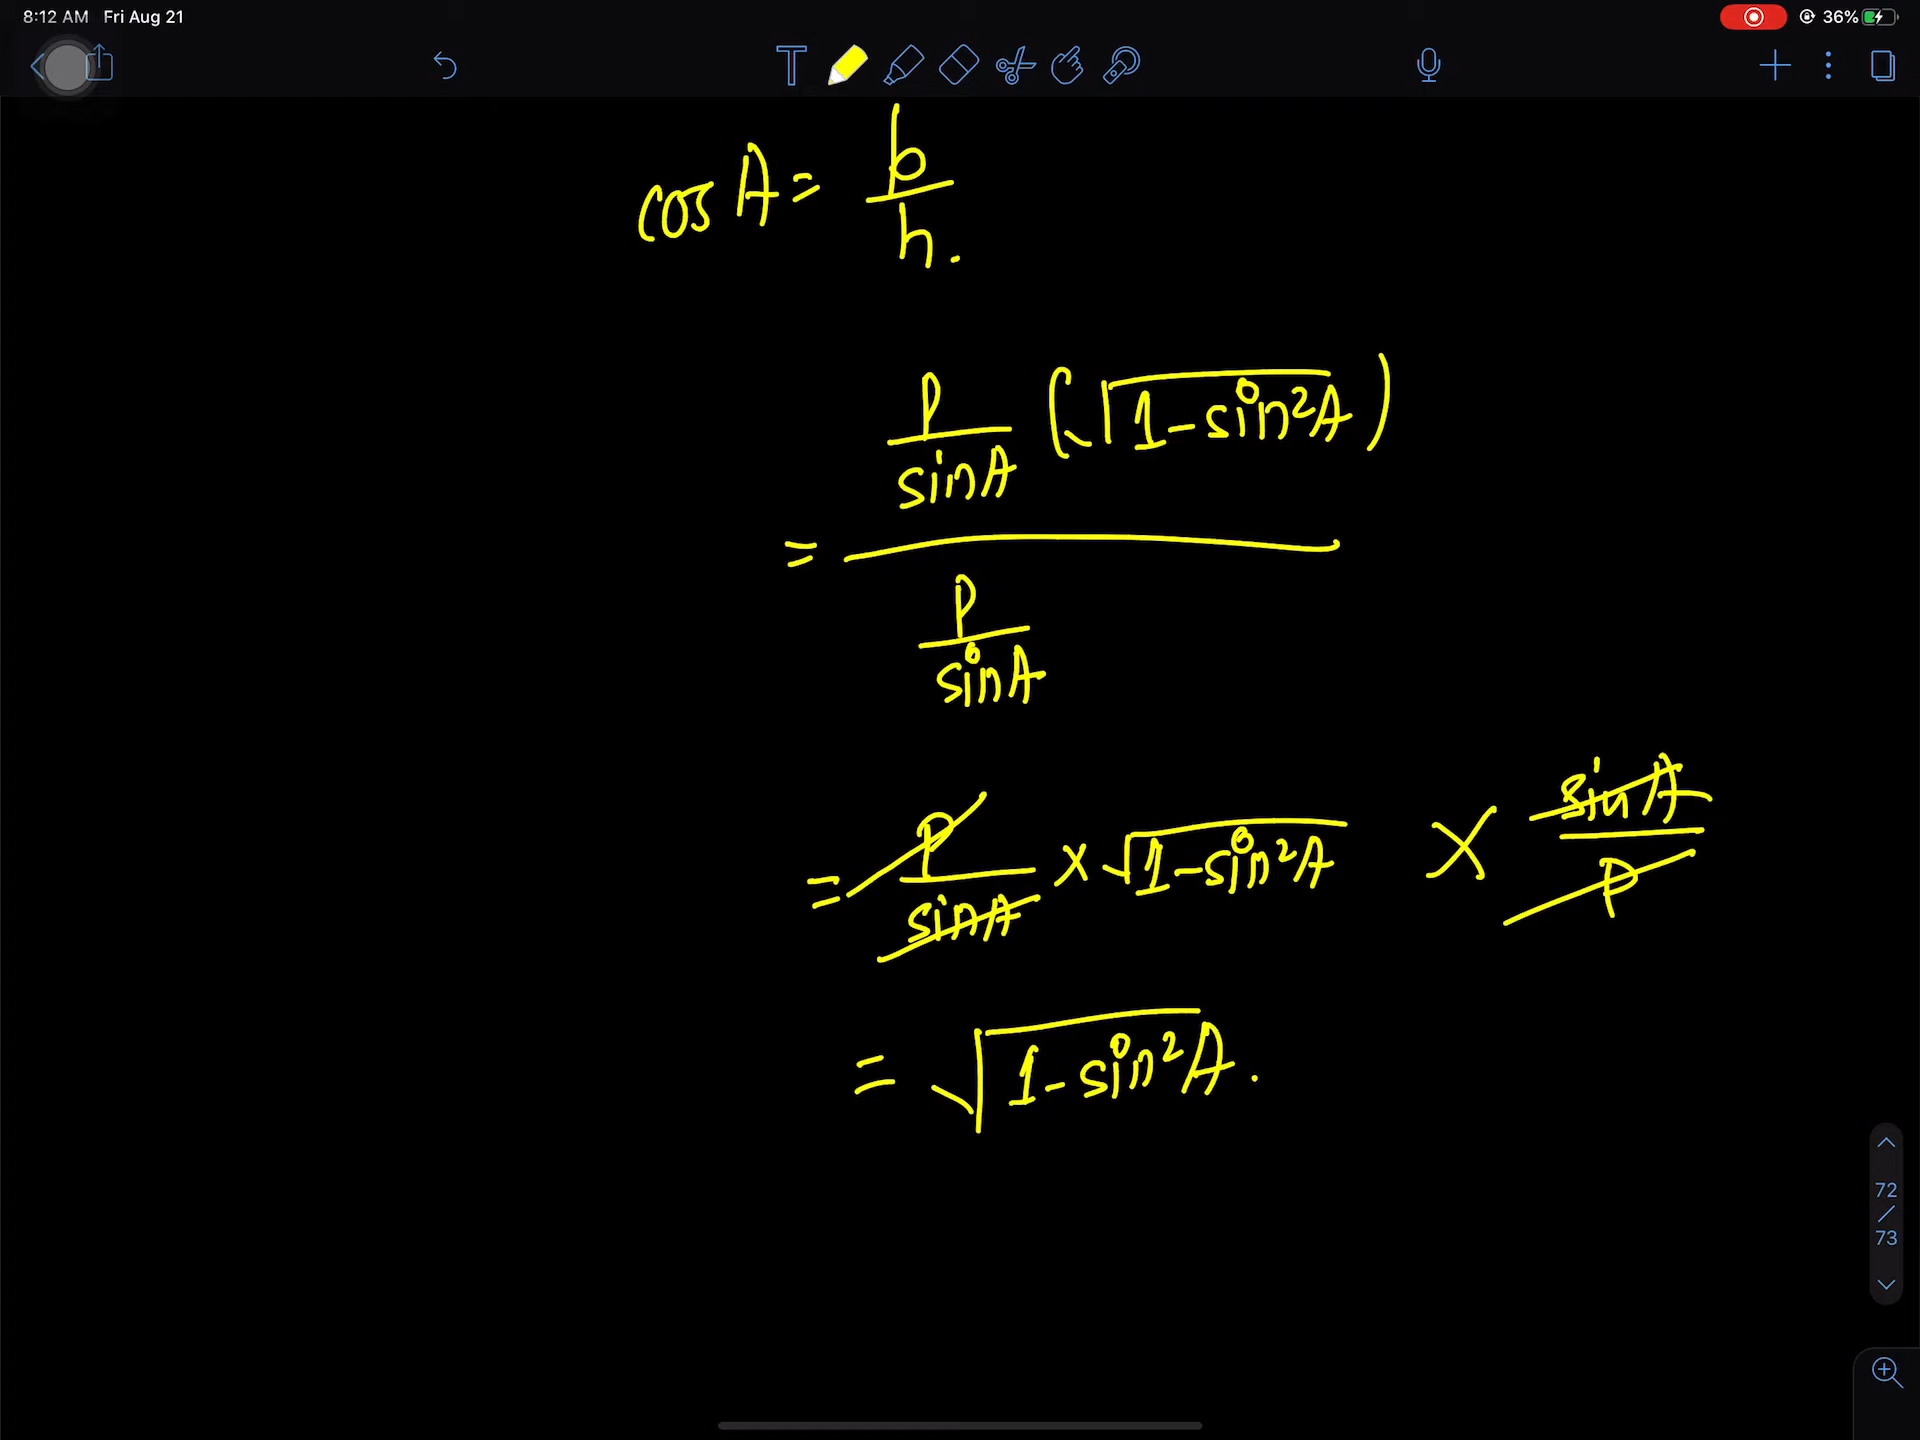 8:12 AM Fri Aug 21 36%
T
cos A = b/h.
= (p/sinA (√(1-sin²A))) / (p/sinA)
= p/sinA × √(1-sin²A) × sinA/p
= √(1-sin²A).
72
/
73